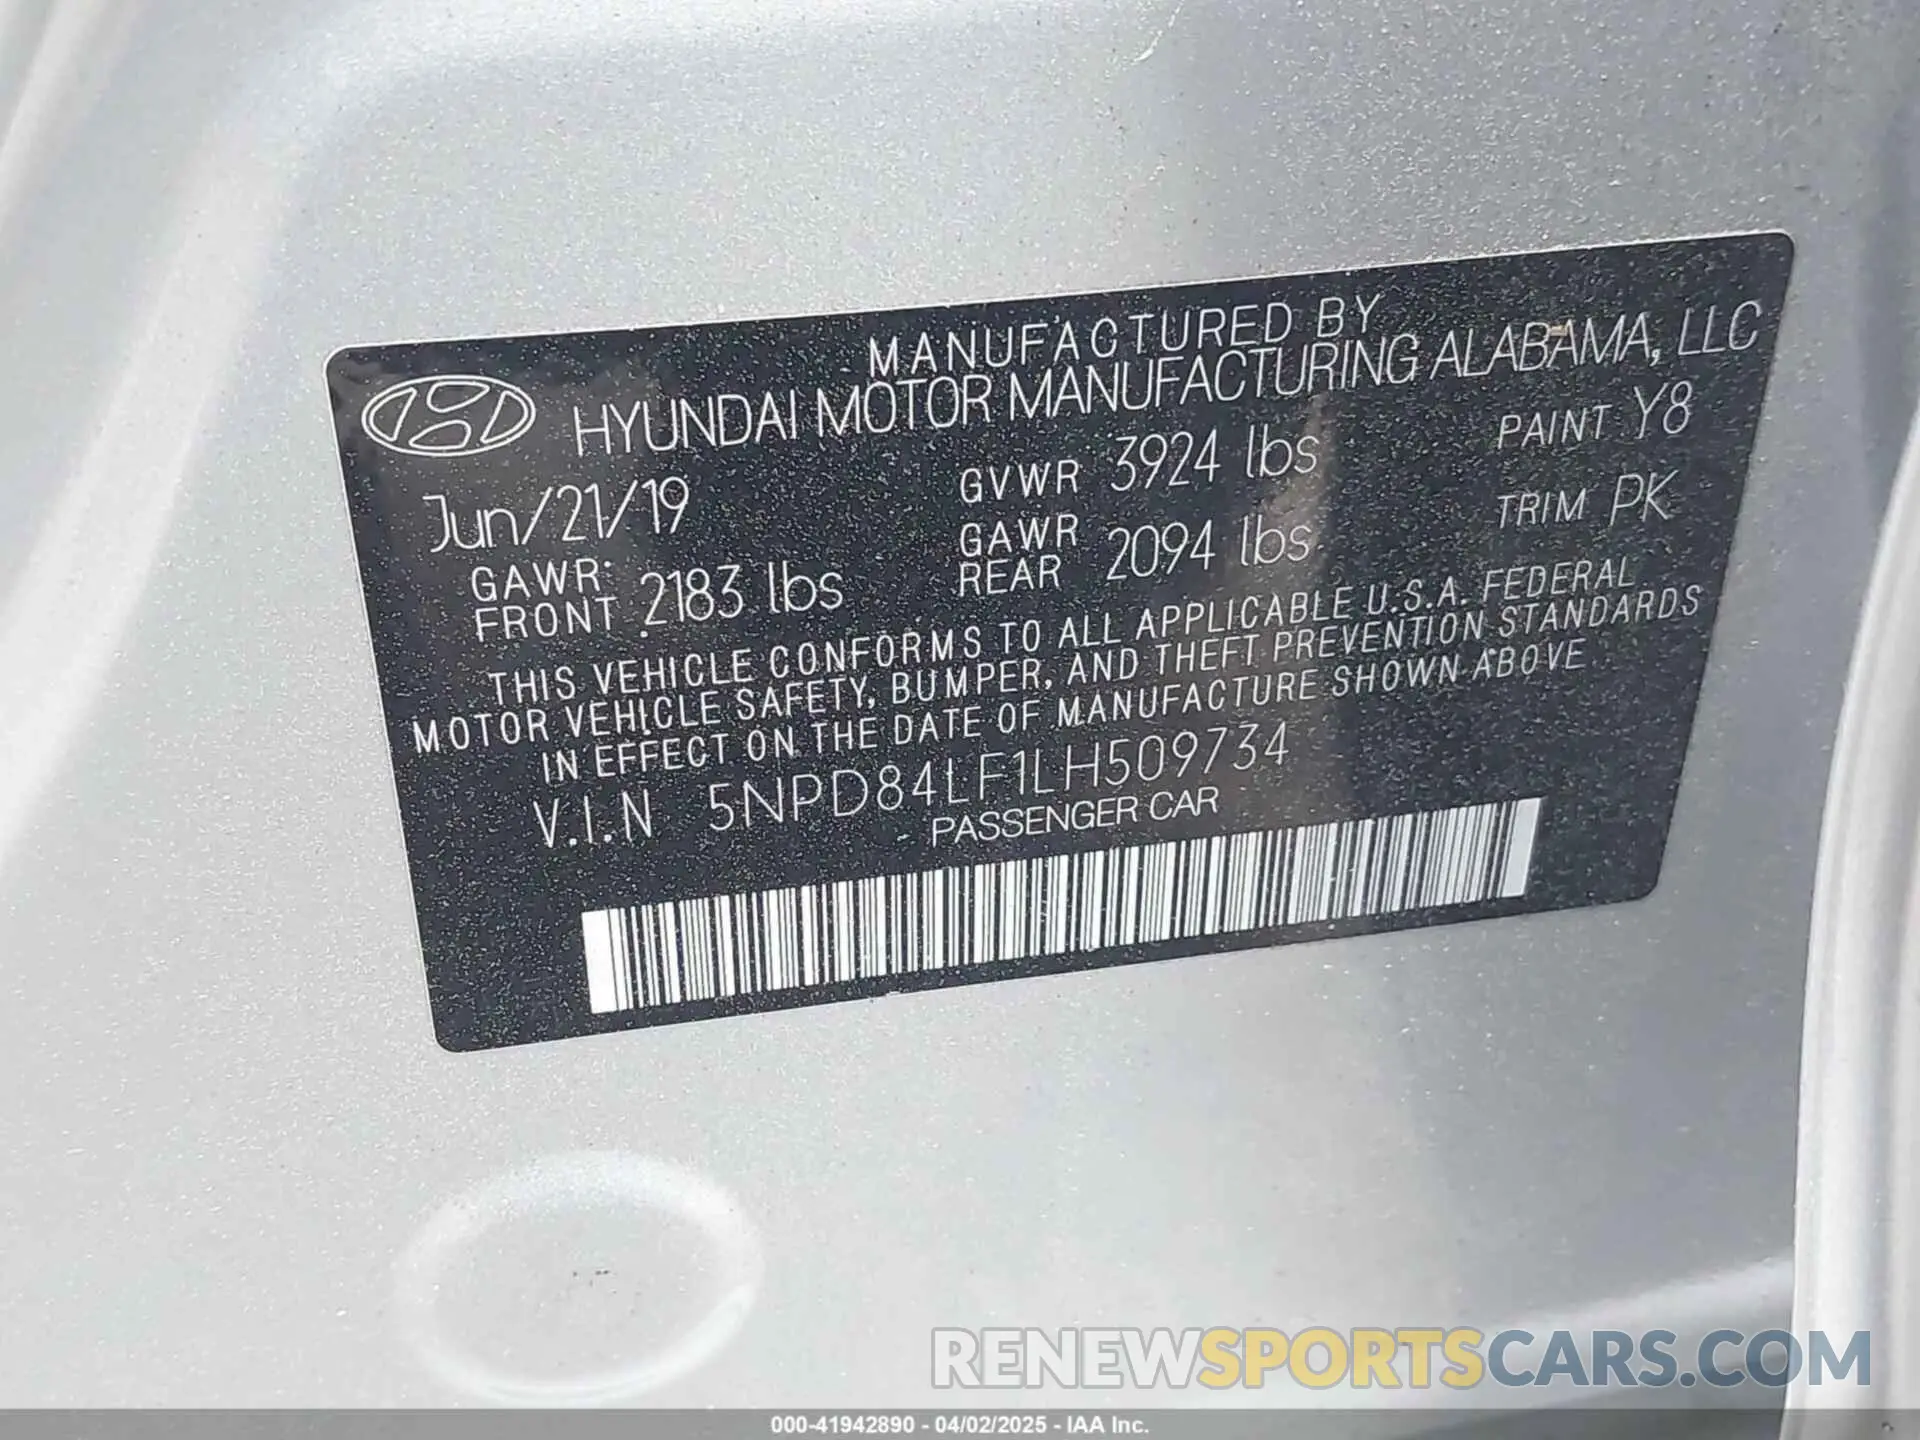 MANUFACTURED BY
HYUNDAI MOTOR MANUFACTURING ALABAMA, LLC
Jun/21/19 GVWR 3924 lbs PAINT Y8
GAWR FRONT 2183 lbs GAWR REAR 2094 lbs TRIM PK
THIS VEHICLE CONFORMS TO ALL APPLICABLE U.S.A. FEDERAL
MOTOR VEHICLE SAFETY, BUMPER, AND THEFT PREVENTION STANDARDS
IN EFFECT ON THE DATE OF MANUFACTURE SHOWN ABOVE
V.I.N 5NPD84LF1LH509734
PASSENGER CAR
RENEWSPORTSCARS.COM
000-41942890 - 04/02/2025 - IAA Inc.